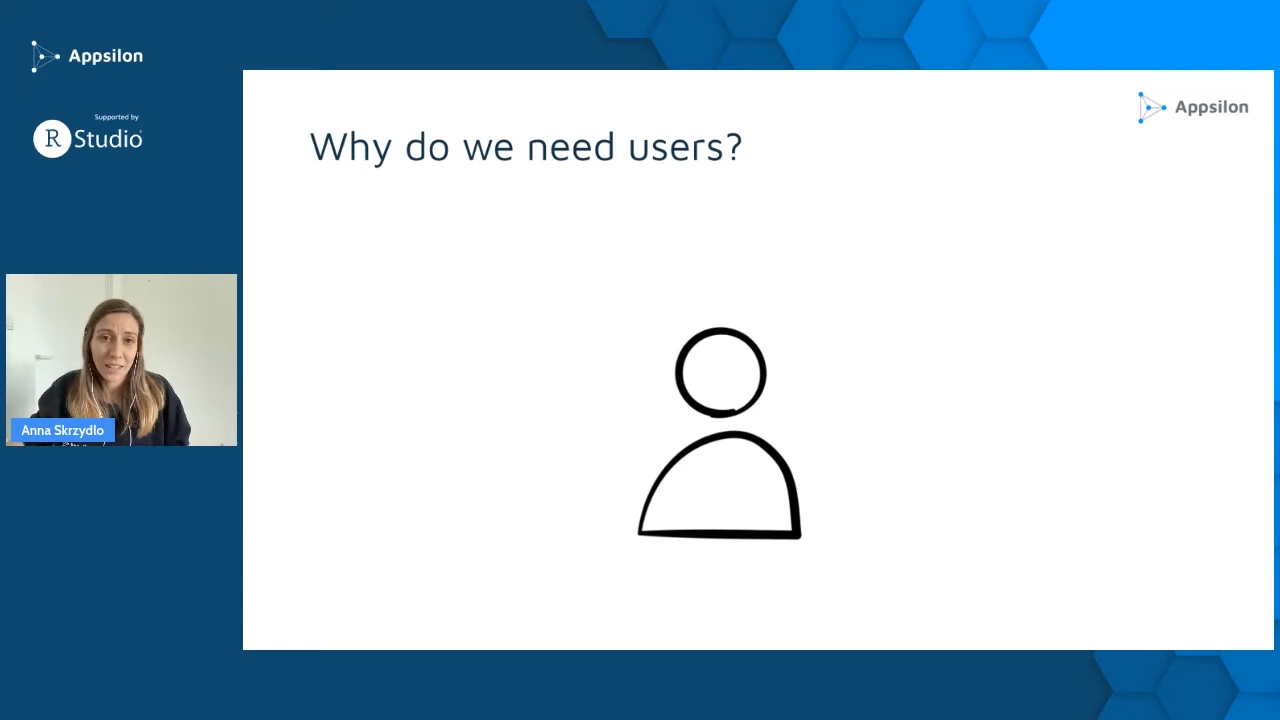 Appsilon
Supported by
R Studio
Appsilon
Why do we need users?
Anna Skrzydlo